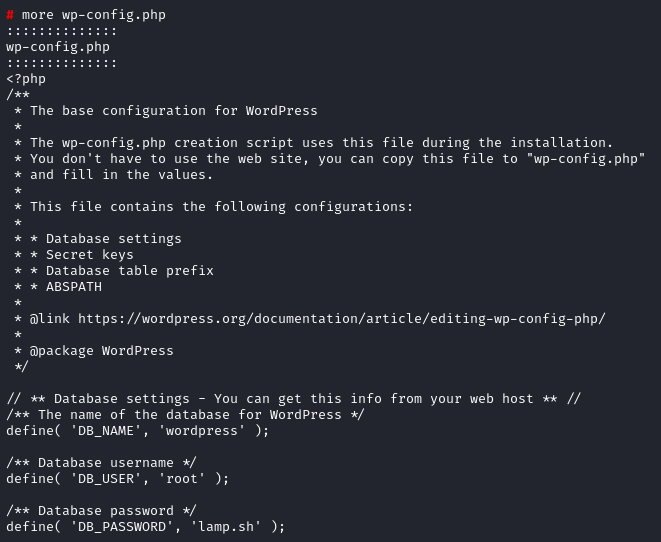 # more wp-config.php
::::::::::::::
wp-config.php
::::::::::::::
<?php
/**
 * The base configuration for WordPress
 *
 * The wp-config.php creation script uses this file during the installation.
 * You don't have to use the web site, you can copy this file to "wp-config.php"
 * and fill in the values.
 *
 * This file contains the following configurations:
 *
 * * Database settings
 * * Secret keys
 * * Database table prefix
 * * ABSPATH
 *
 * @link https://wordpress.org/documentation/article/editing-wp-config-php/
 *
 * @package WordPress
 */

// ** Database settings - You can get this info from your web host ** //
/** The name of the database for WordPress */
define( 'DB_NAME', 'wordpress' );

/** Database username */
define( 'DB_USER', 'root' );

/** Database password */
define( 'DB_PASSWORD', 'lamp.sh' );